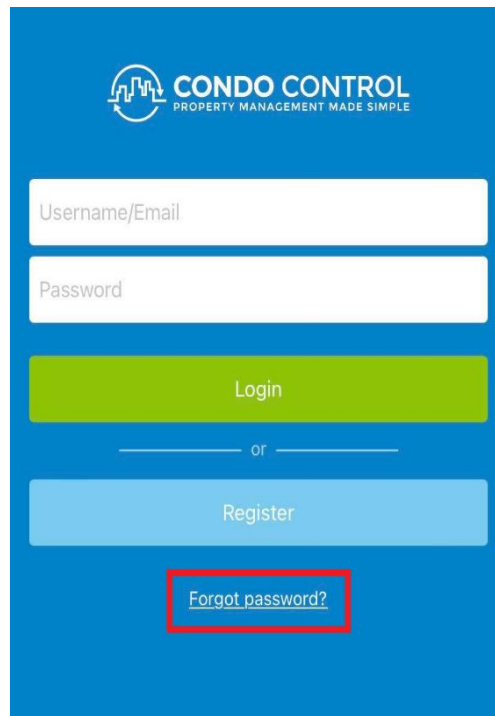 CONDO CONTROL
PROPERTY MANAGEMENT MADE SIMPLE
Username/Email
Password
Login
or
Register
Forgot password?